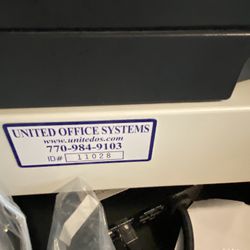 UNITED OFFICE SYSTEMS
www.unitedos.com
770-984-9103
ID# 11028